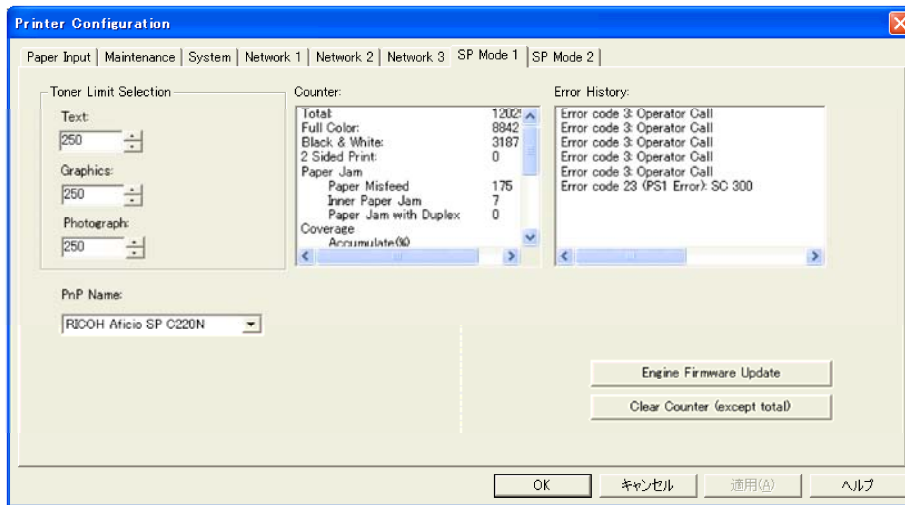 Printer Configuration
Paper Input | Maintenance | System | Network 1 | Network 2 | Network 3 | SP Mode 1 | SP Mode 2
Toner Limit Selection
Text:
250
Graphics:
250
Photograph:
250
PnP Name:
RICOH Aficio SP C220N
Counter:
Total:
Full Color: 8842
Black & White: 3187
2 Sided Print: 0
Paper Jam
Paper Misfeed 175
Inner Paper Jam 7
Paper Jam with Duplex 0
Coverage
Accumulate(%)
Error History:
Error code 3: Operator Call
Error code 3: Operator Call
Error code 3: Operator Call
Error code 3: Operator Call
Error code 3: Operator Call
Error code 23 (PS1 Error): SC 300
Engine Firmware Update
Clear Counter (except total)
OK
キャンセル
適用(A)
ヘルプ